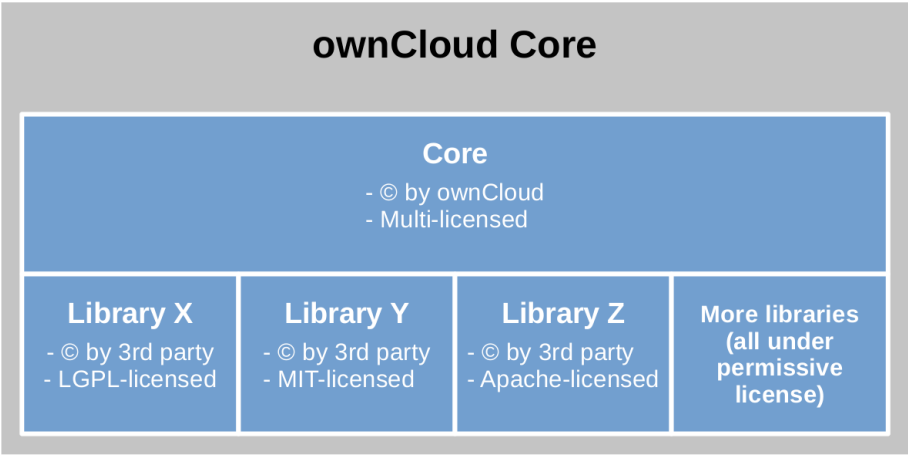 ownCloud Core
Core
- © by ownCloud
- Multi-licensed
Library X
- © by 3rd party
- LGPL-licensed
Library Y
- © by 3rd party
- MIT-licensed
Library Z
- © by 3rd party
- Apache-licensed
More libraries
(all under
permissive
license)